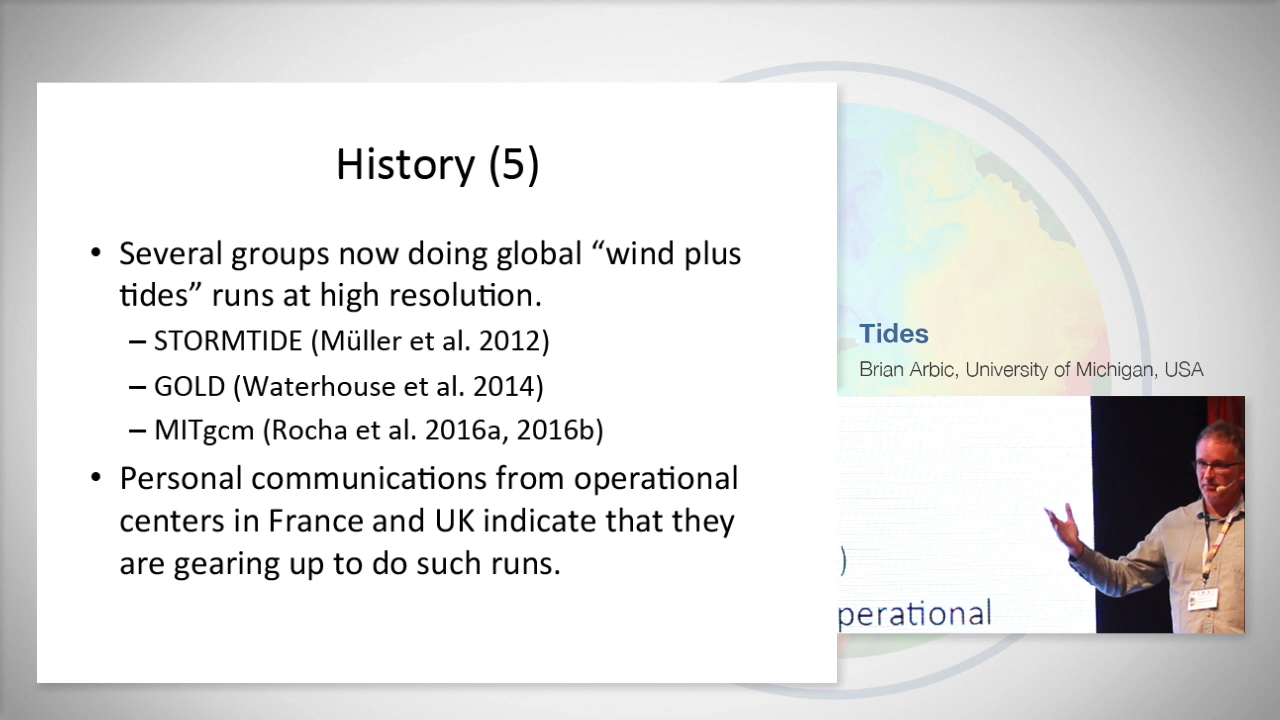 History (5)
• Several groups now doing global “wind plus
tides” runs at high resolution.
– STORMTIDE (Müller et al. 2012)
– GOLD (Waterhouse et al. 2014)
– MITgcm (Rocha et al. 2016a, 2016b)
• Personal communications from operational
centers in France and UK indicate that they
are gearing up to do such runs.
Tides
Brian Arbic, University of Michigan, USA
)
perational